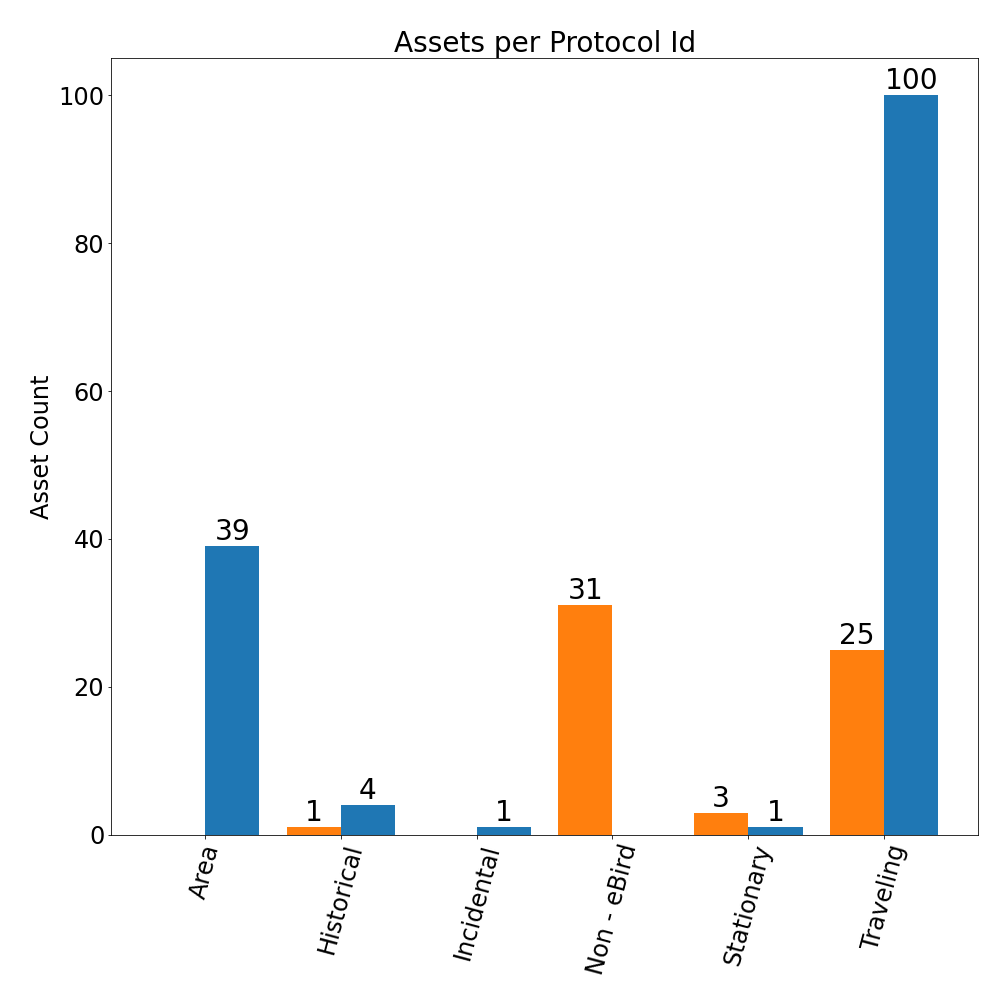 Assets per Protocol Id
Asset Count
100
80
60
40
20
0
39
1
4
1
31
3
1
25
100
Area
Historical
Incidental
Non - eBird
Stationary
Traveling